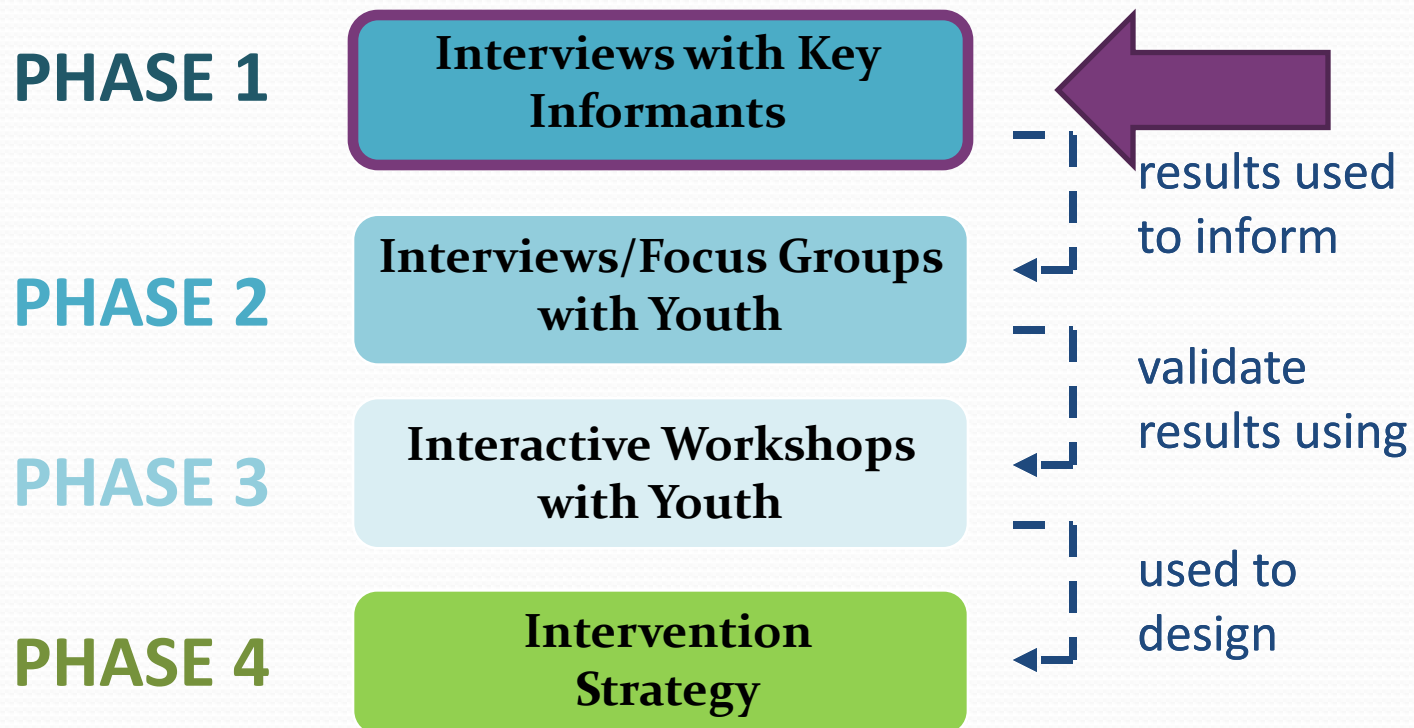 PHASE 1
Interviews with Key
Informants
results used
to inform
PHASE 2
Interviews/Focus Groups
with Youth
validate
results using
PHASE 3
Interactive Workshops
with Youth
used to
design
PHASE 4
Intervention
Strategy